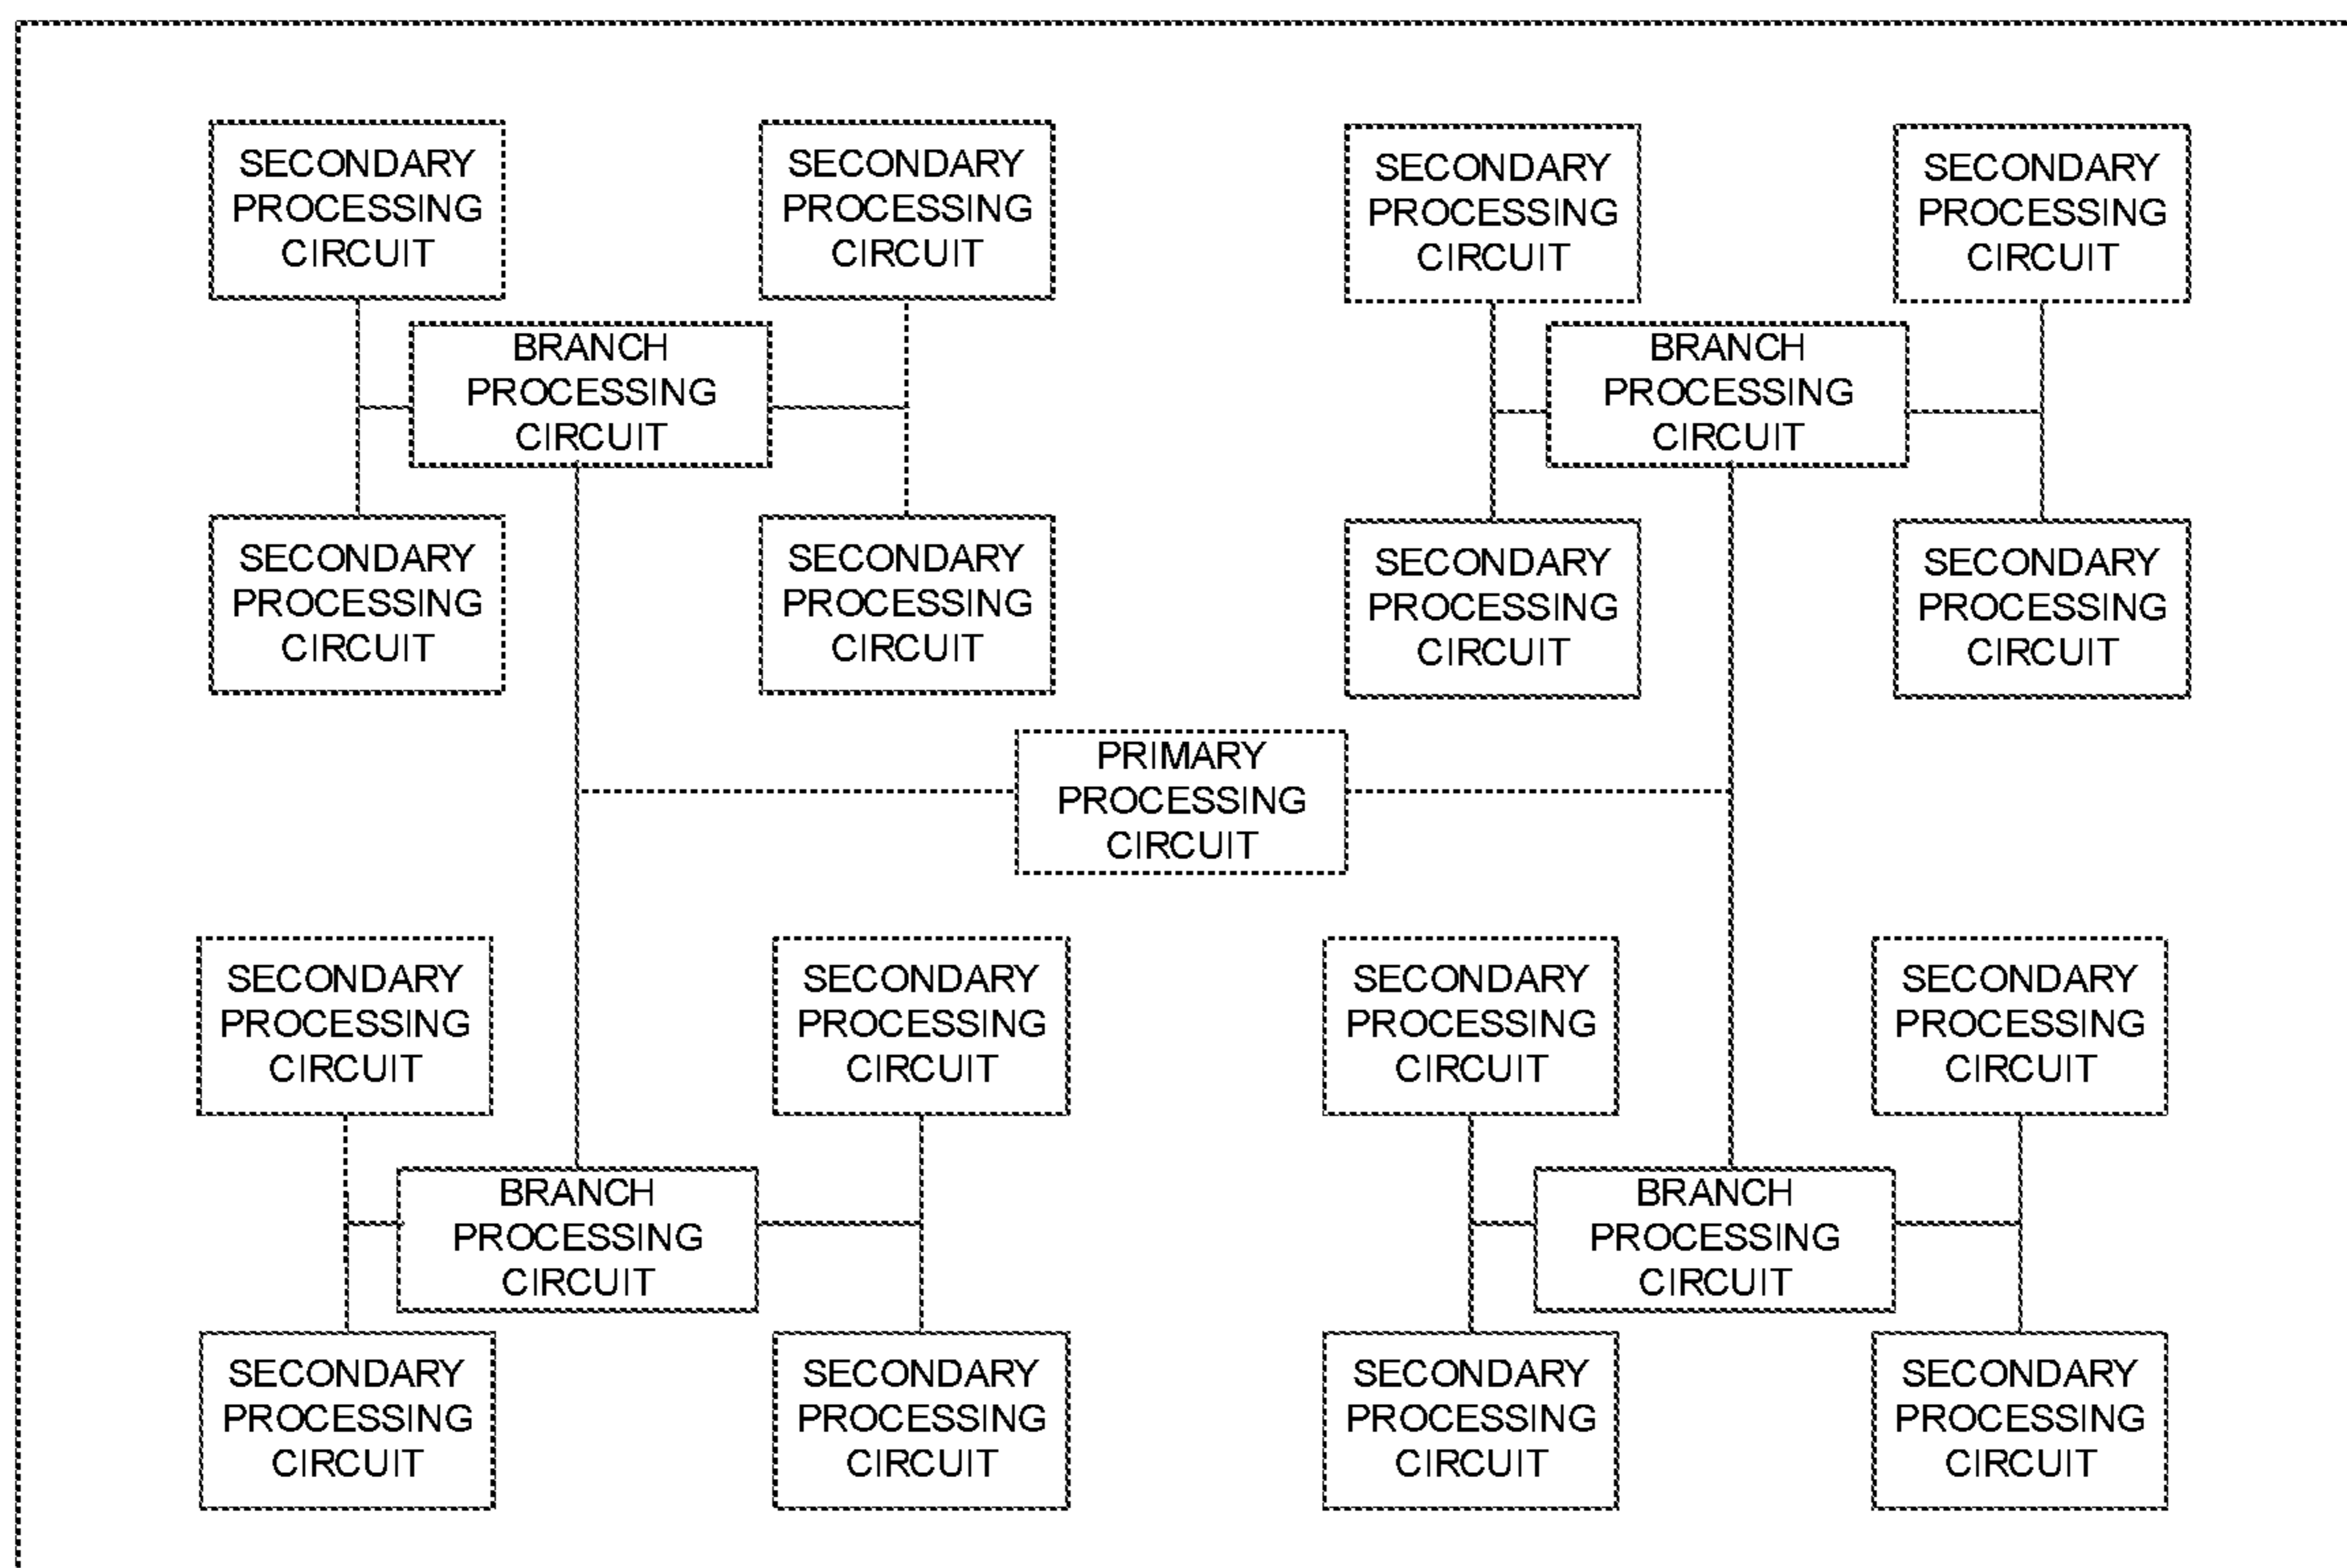 SECONDARY
PROCESSING
CIRCUIT
SECONDARY
PROCESSING
CIRCUIT
SECONDARY
PROCESSING
CIRCUIT
SECONDARY
PROCESSING
CIRCUIT
BRANCH
PROCESSING
CIRCUIT
BRANCH
PROCESSING
CIRCUIT
SECONDARY
PROCESSING
CIRCUIT
SECONDARY
PROCESSING
CIRCUIT
SECONDARY
PROCESSING
CIRCUIT
SECONDARY
PROCESSING
CIRCUIT
PRIMARY
PROCESSING
CIRCUIT
SECONDARY
PROCESSING
CIRCUIT
SECONDARY
PROCESSING
CIRCUIT
SECONDARY
PROCESSING
CIRCUIT
SECONDARY
PROCESSING
CIRCUIT
BRANCH
PROCESSING
CIRCUIT
BRANCH
PROCESSING
CIRCUIT
SECONDARY
PROCESSING
CIRCUIT
SECONDARY
PROCESSING
CIRCUIT
SECONDARY
PROCESSING
CIRCUIT
SECONDARY
PROCESSING
CIRCUIT